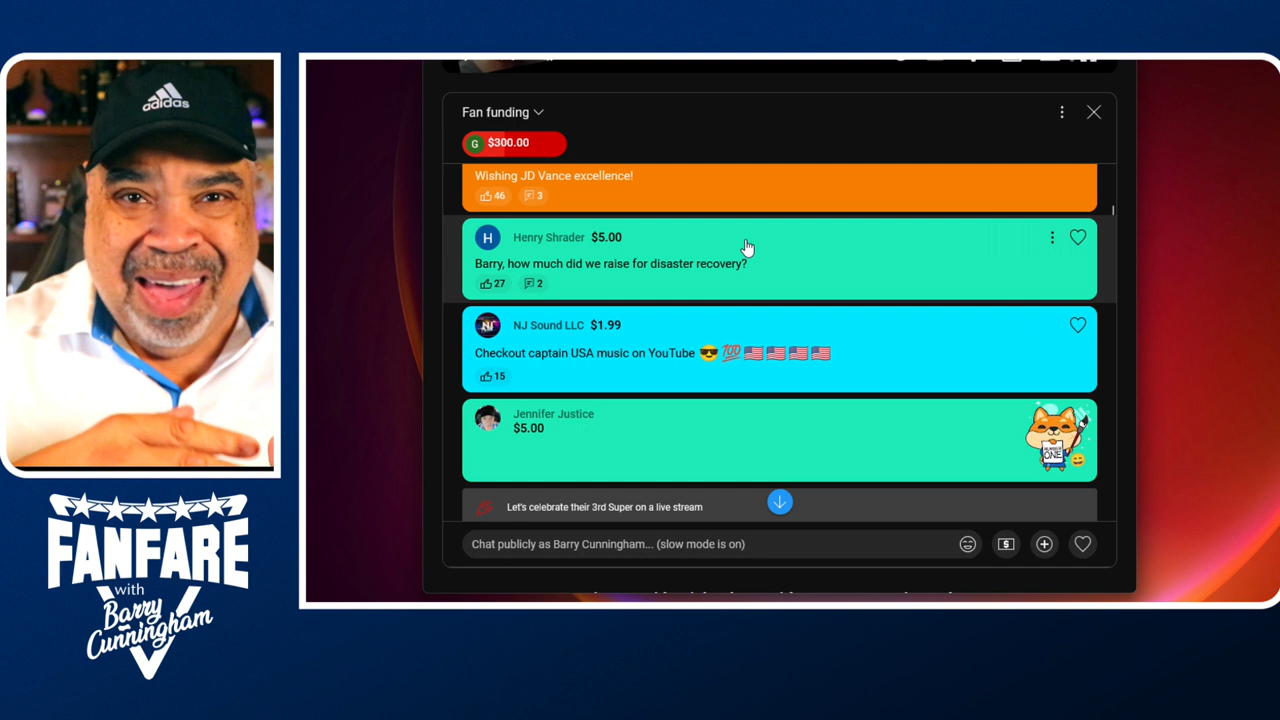 adidas
FANFARE
with
Barry
Cunningham
Fan funding
G $300.00
Wishing JD Vance excellence!
46 3
H Henry Shrader $5.00
Barry, how much did we raise for disaster recovery?
27 2
NJ NJ Sound LLC $1.99
Checkout captain USA music on YouTube 😎 💯 🇺🇸 🇺🇸 🇺🇸 🇺🇸
15
Jennifer Justice
$5.00
ONE
Let's celebrate their 3rd Super on a live stream
Chat publicly as Barry Cunningham... (slow mode is on)